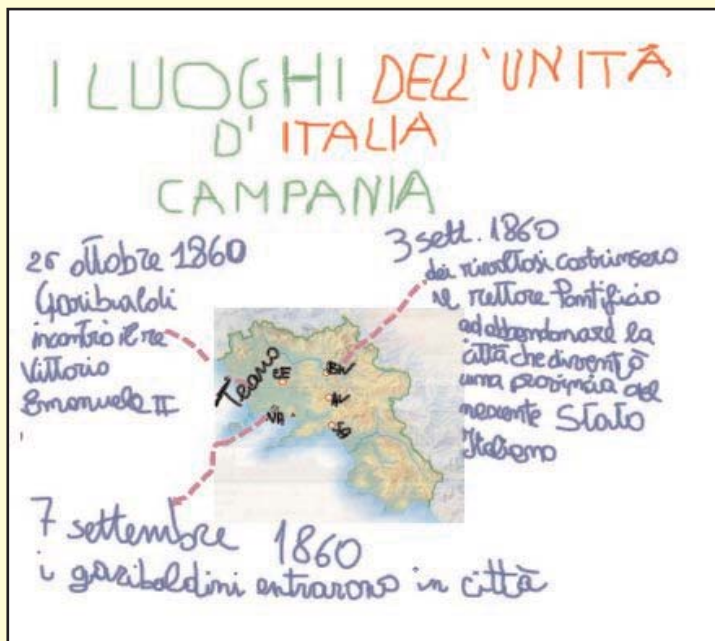 I LUOGHI DELL'UNITÀ
D'ITALIA
CAMPANIA
26 ottobre 1860
Garibaldi
incontrò il re
Vittorio
Emanuele II
3 sett. 1860
dei rivoltosi costrinsero
il rettore Pontificio
ad abbandonare la
città che diventò
una provincia del
nascente Stato
Italiano
Teano
CE
BN
AV
NA
SA
7 settembre 1860
i garibaldini entrarono in città